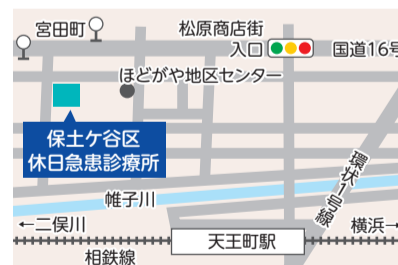 宮田町
松原商店街
入口
国道16号
ほどがや地区センター
保土ケ谷区
休日急患診療所
環状1号線
帷子川
←二俣川
横浜→
天王町駅
相鉄線